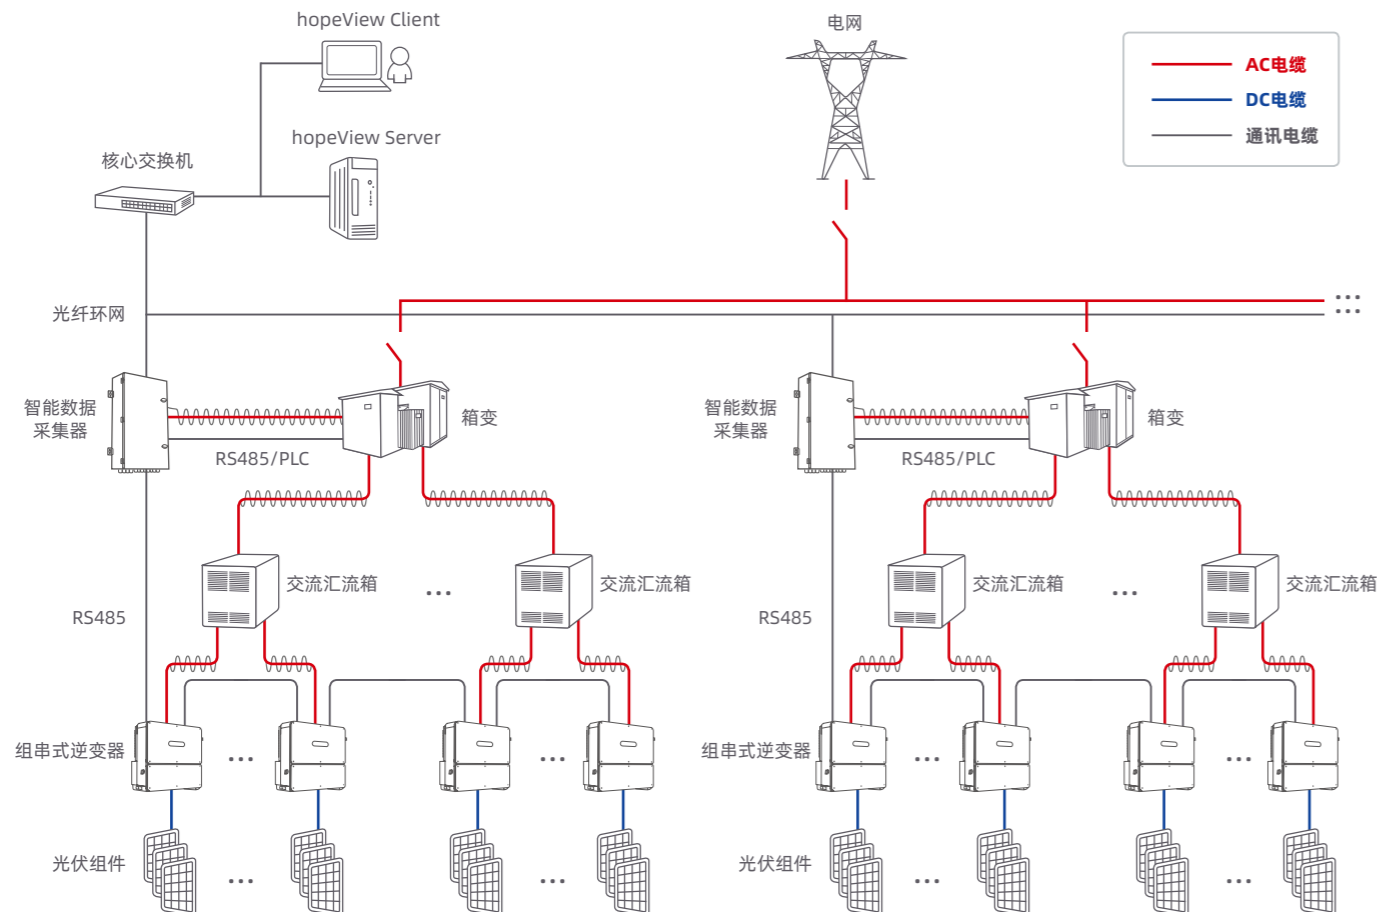 hopeView Client
电网
AC电缆
DC电缆
通讯电缆
hopeView Server
核心交换机
光纤环网
智能数据
采集器
箱变
RS485/PLC
智能数据
采集器
箱变
RS485/PLC
交流汇流箱
交流汇流箱
交流汇流箱
交流汇流箱
RS485
RS485
组串式逆变器
组串式逆变器
光伏组件
光伏组件